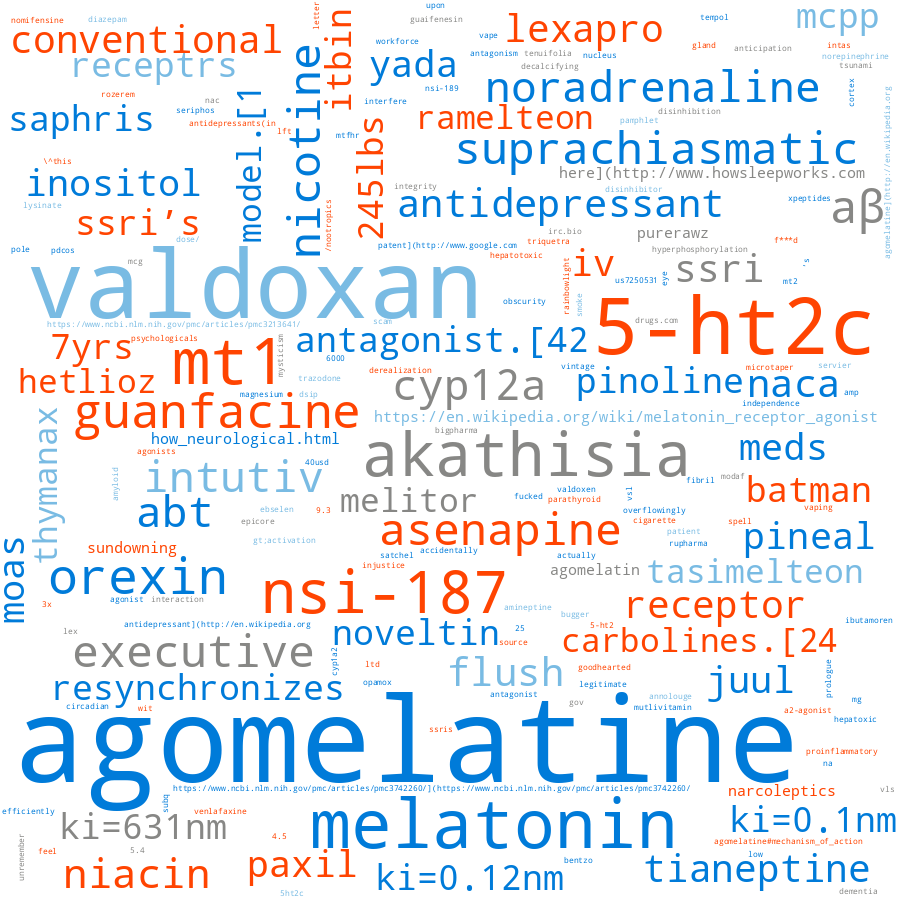 nomifensine
diazepam
letter
guaifenesin
upon
tempol
mcpp
conventional
receptrs
nicotine
itbin
workforce
yada
vape
antagonism
lexapro
tenuifolia
decalcifying
nucleus
gland
anticipation
intas
norepinephrine
tsunami
rozerem
nsi-189
noradrenaline
cortex
saphris
seriphos
nac
model.[1
antidepressants(in
lft
interfere
mtfhr
245lbs
ramelteon
disinhibition
pamphlet
agomelatine](http://en.wikipedia.org
\^this
suprachiasmatic
here](http://www.howsleepworks.com
inositol
lysinate
integrity
disinhibitor
antidepressant
xpeptides
aβ
ssri’s
dose/
/nootropics
irc.bio
purerawz
triquetra
patent](http://www.google.com
hepatotoxic
hyperphosphorylation
f***d
pole
pdcos
mcg
valdoxan
rainbowlight
iv
us7250531
eye
ssri
mt2
's
obscurity
smoke
5-ht2c
drugs.com
https://www.ncbi.nlm.nih.gov/pmc/articles/pmc3213641/
scam
7yrs
psychologicals
mt1
mysticism
antagonist.[42
6000
derealization
vintage
microtaper
servier
hetlioz
magnesium
trazodone
dsip
cyp12a
pinoline
naca
amp
independence
guanfacine
https://en.wikipedia.org/wiki/melatonin_receptor_agonist
thymanax
how_neurological.html
bigpharma
akathisia
meds
agonists
40usd
intutiv
amyloid
melitor
valdoxen
fucked
parathyroid
vsl
fibril
modaf
batman
abt
ebselen
9.3
epicore
overflowingly
cigarette
spell
vaping
asenapine
patient
pineal
moas
sundowning
gt;activation
satchel
accidentally
actually
rupharma
orexin
injustice
nsi-187
agomelatin
tasimelteon
3x
agonist
interaction
amineptine
bugger
receptor
ibutamoren
antidepressant](http://en.wikipedia.org
lex
noveltin
25
source
5-ht2
carbolines.[24
executive
cyp1a2
ltd
flush
goodhearted
legitimate
juul
prologue
resynchronizes
opamox
antagonist
gov
annolouge
mutlivitamin
mg
circadian
wit
ssris
a2-agonist
hepatoxic
agomelatine
proinflammatory
na
https://www.ncbi.nlm.nih.gov/pmc/articles/pmc3742260/](https://www.ncbi.nlm.nih.gov/pmc/articles/pmc3742260/
narcoleptics
vls
efficiently
subq
venlafaxine
melatonin
ki=0.1nm
ki=631nm
unremember
feel
5.4
4.5
agomelatine#mechanism_of_action
low
niacin
paxil
bentzo
ki=0.12nm
tianeptine
5ht2c
dementia